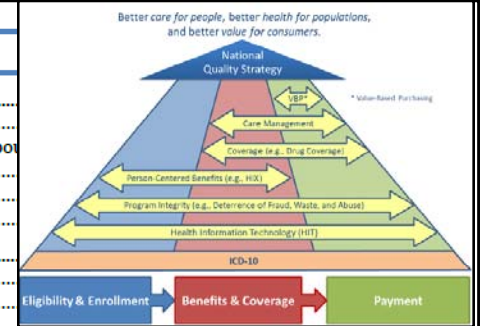 Better care for people, better health for populations,
and better value for consumers.
National
Quality Strategy
VBP*
* Value-Based Purchasing
Care Management
Coverage (e.g., Drug Coverage)
Person-Centered Benefits (e.g., HIX)
Program Integrity (e.g., Deterrence of Fraud, Waste, and Abuse)
Health Information Technology (HIT)
ICD-10
Eligibility & Enrollment
Benefits & Coverage
Payment